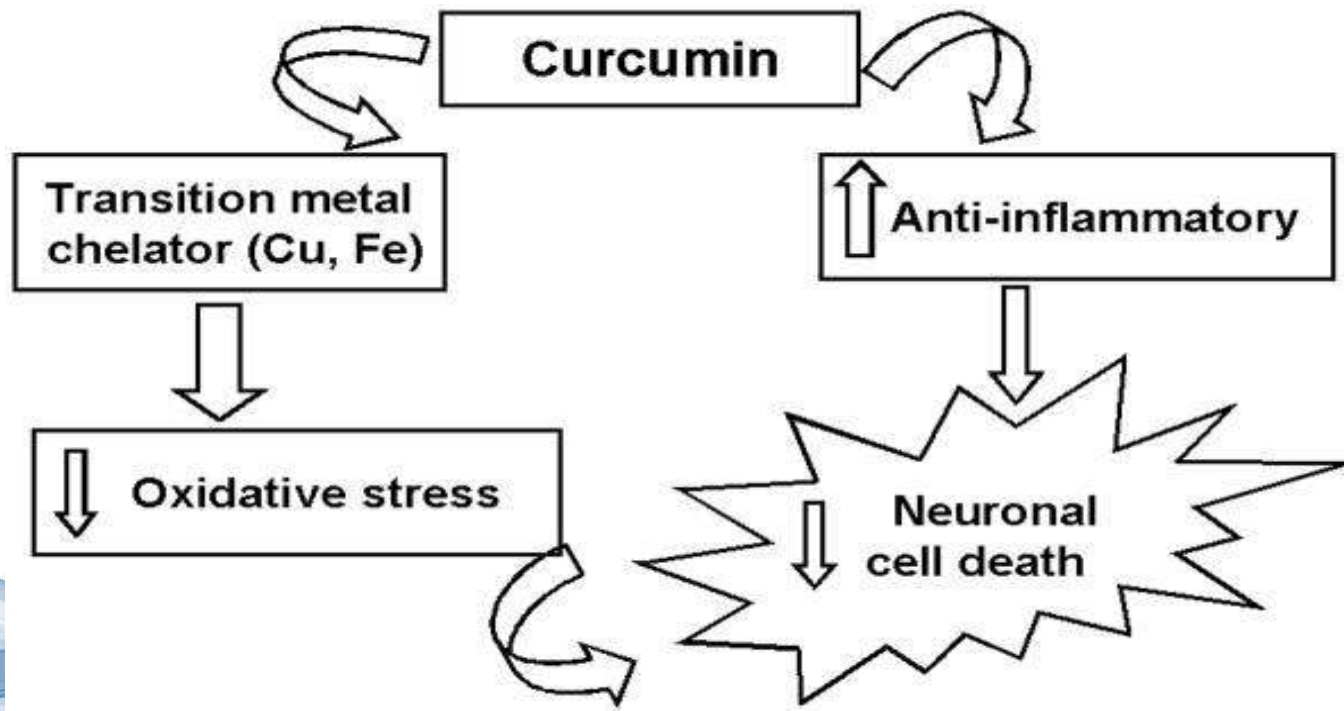 Curcumin
Transition metal
chelator (Cu, Fe)
Anti-inflammatory
Oxidative stress
Neuronal
cell death